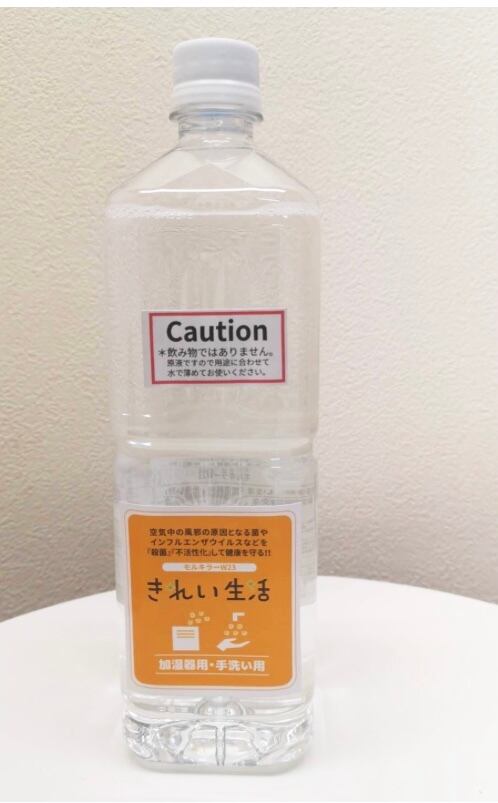 Caution
＊飲み物ではありません。
原液ですので用途に合わせて
水で薄めてお使いください。
空気中の風邪の原因となる菌や
インフルエンザウイルスなどを
『殺菌』『不活性化』して健康を守る!!
モルキラーW23
きれい生活
加湿器用・手洗い用